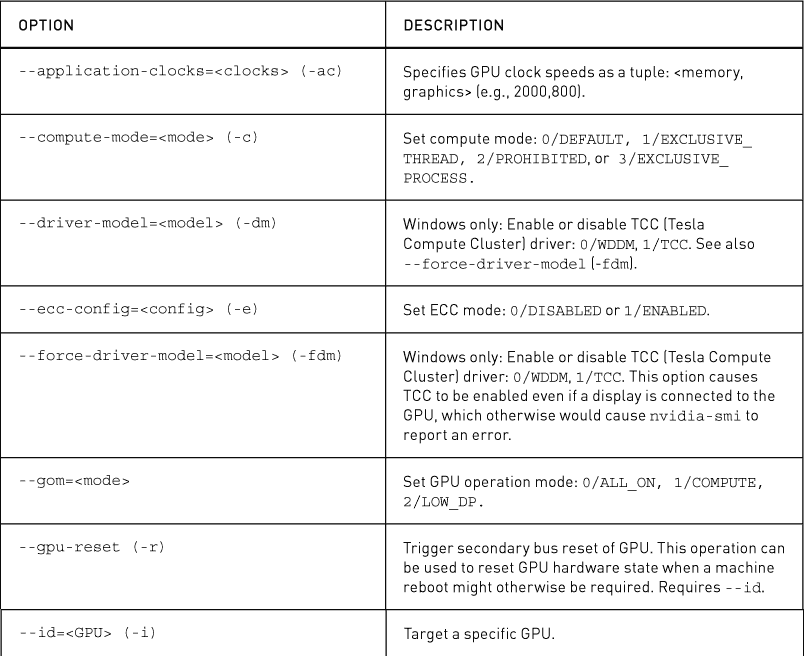 OPTION DESCRIPTION
--application-clocks=<clocks> (-ac) Specifies GPU clock speeds as a tuple: <memory,
graphics> (e.g., 2000,800).
--compute-mode=<mode> (-c) Set compute mode: 0/DEFAULT, 1/EXCLUSIVE_
THREAD, 2/PROHIBITED, or 3/EXCLUSIVE_
PROCESS.
--driver-model=<model> (-dm) Windows only: Enable or disable TCC (Tesla
Compute Cluster) driver: 0/WDDM, 1/TCC. See also
--force-driver-model (-fdm).
--ecc-config=<config> (-e) Set ECC mode: 0/DISABLED or 1/ENABLED.
--force-driver-model=<model> (-fdm) Windows only: Enable or disable TCC (Tesla Compute
Cluster) driver: 0/WDDM, 1/TCC. This option causes
TCC to be enabled even if a display is connected to the
GPU, which otherwise would cause nvidia-smi to
report an error.
--gom=<mode> Set GPU operation mode: 0/ALL_ON, 1/COMPUTE,
2/LOW_DP.
--gpu-reset (-r) Trigger secondary bus reset of GPU. This operation can
be used to reset GPU hardware state when a machine
reboot might otherwise be required. Requires --id.
--id=<GPU> (-i) Target a specific GPU.